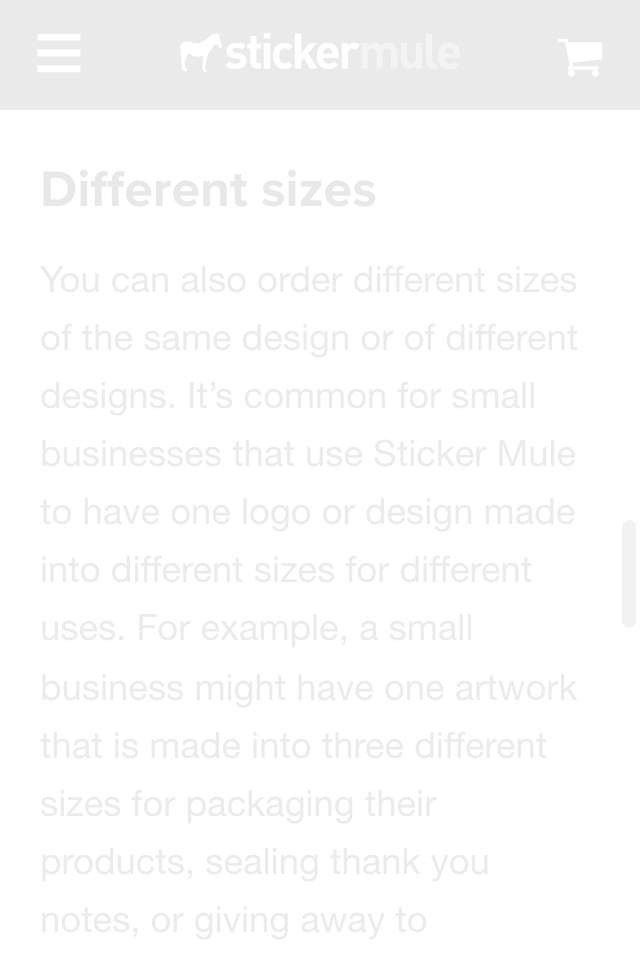 stickermule
Different sizes
You can also order different sizes
of the same design or of different
designs. It’s common for small
businesses that use Sticker Mule
to have one logo or design made
into different sizes for different
uses. For example, a small
business might have one artwork
that is made into three different
sizes for packaging their
products, sealing thank you
notes, or giving away to